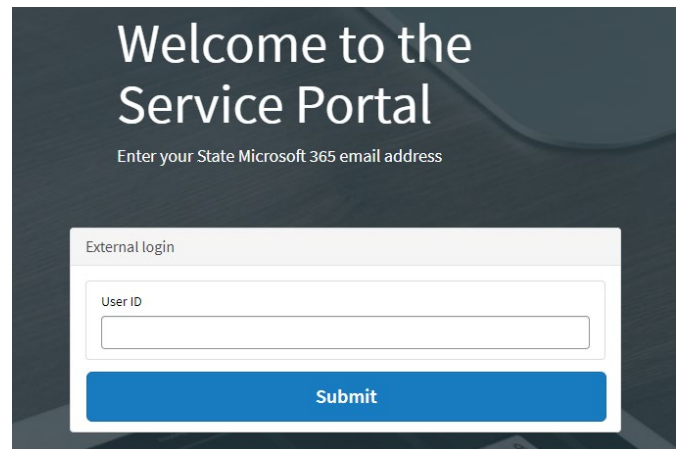 Welcome to the
Service Portal
Enter your State Microsoft 365 email address
External login
User ID
Submit